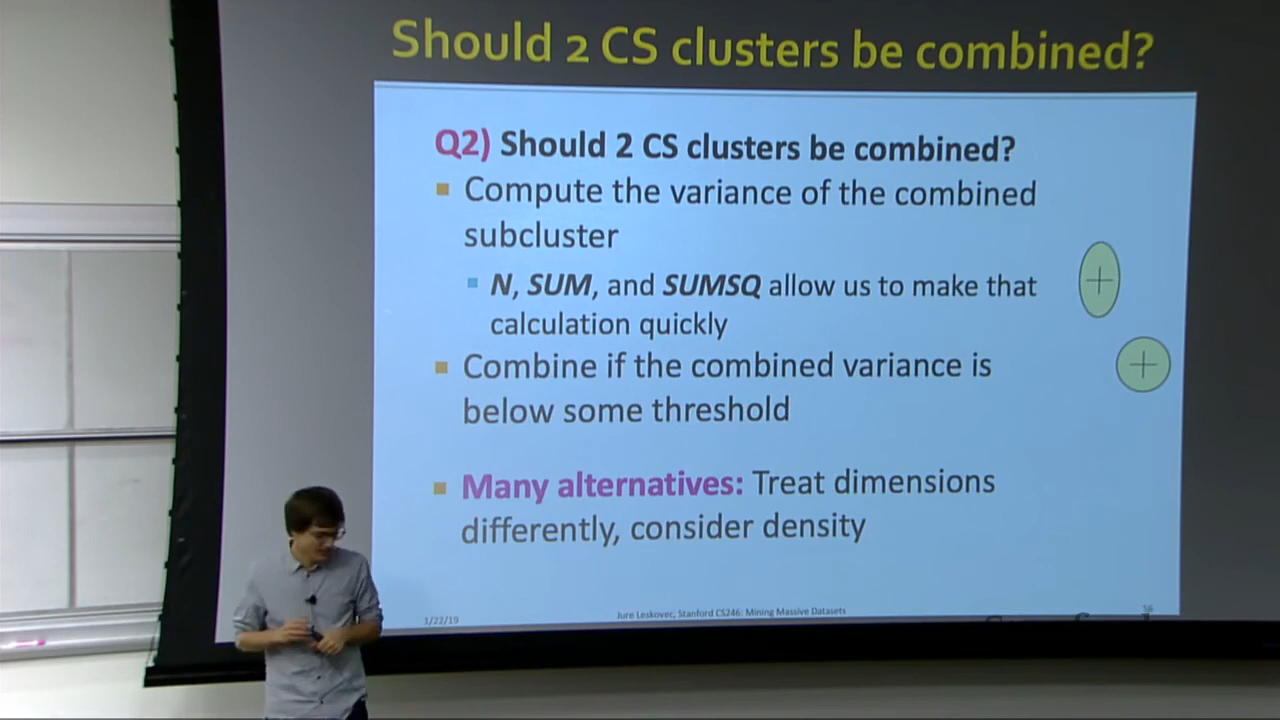 Should 2 CS clusters be combined?
Q2) Should 2 CS clusters be combined?
Compute the variance of the combined
subcluster
N, SUM, and SUMSQ allow us to make that
calculation quickly
Combine if the combined variance is
below some threshold
Many alternatives: Treat dimensions
differently, consider density
1/22/19
Jure Leskovec, Stanford CS246: Mining Massive Datasets